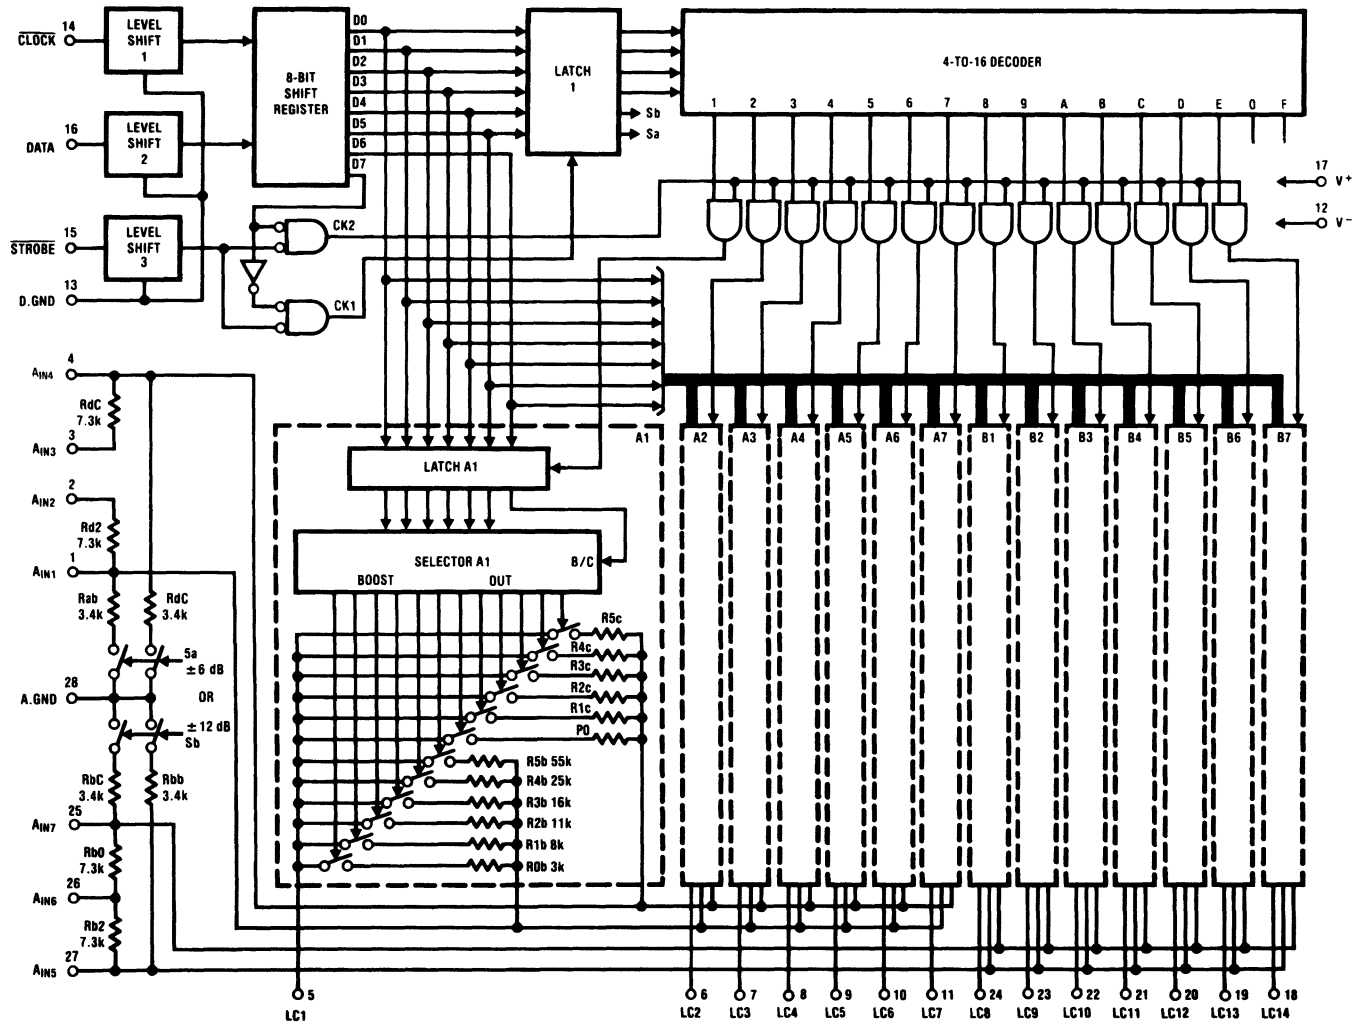 14
CLOCK
LEVEL
SHIFT
1
16
DATA
LEVEL
SHIFT
2
15
STROBE
LEVEL
SHIFT
3
13
D.GND
8-BIT
SHIFT
REGISTER
D0
D1
D2
D3
D4
D5
D6
D7
LATCH
1
Sb
Sa
4-TO-16 DECODER
1 2 3 4 5 6 7 8 9 A B C D E 0 F
17
V+
12
V−
CK2
CK1
4
AIN4
RdC
7.3k
3
AIN3
2
AIN2
Rd2
7.3k
1
AIN1
Rab
3.4k
RdC
3.4k
5a
±6 dB
28
A.GND
OR
±12 dB
Sb
RbC
3.4k
Rbb
3.4k
25
AIN7
Rb0
7.3k
26
AIN6
Rb2
7.3k
27
AIN5
A1 A2 A3 A4 A5 A6 A7 B1 B2 B3 B4 B5 B6 B7
LATCH A1
SELECTOR A1
B/C
BOOST OUT
R5c
R4c
R3c
R2c
R1c
P0
R5b 55k
R4b 25k
R3b 16k
R2b 11k
R1b 8k
R0b 3k
5 6 7 8 9 10 11 24 23 22 21 20 19 18
LC1 LC2 LC3 LC4 LC5 LC6 LC7 LC8 LC9 LC10 LC11 LC12 LC13 LC14